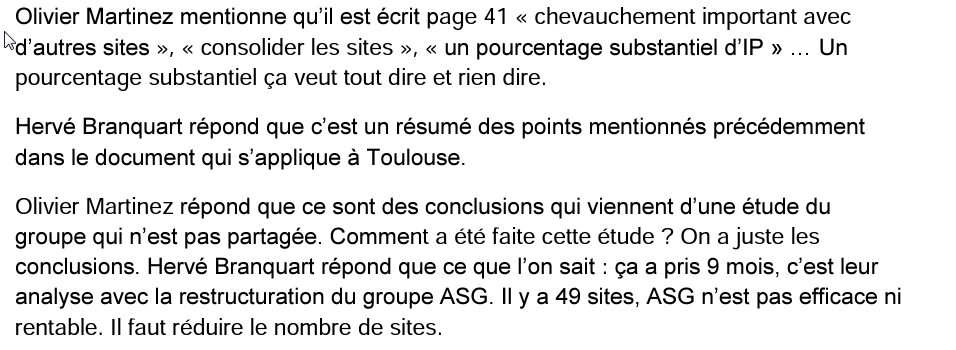 Olivier Martinez mentionne qu’il est écrit page 41 « chevauchement important avec
d’autres sites », « consolider les sites », « un pourcentage substantiel d’IP » … Un
pourcentage substantiel ça veut tout dire et rien dire.
Hervé Branquart répond que c’est un résumé des points mentionnés précédemment
dans le document qui s’applique à Toulouse.
Olivier Martinez répond que ce sont des conclusions qui viennent d’une étude du
groupe qui n’est pas partagée. Comment a été faite cette étude ? On a juste les
conclusions. Hervé Branquart répond que ce que l’on sait : ça a pris 9 mois, c’est leur
analyse avec la restructuration du groupe ASG. Il y a 49 sites, ASG n’est pas efficace ni
rentable. Il faut réduire le nombre de sites.